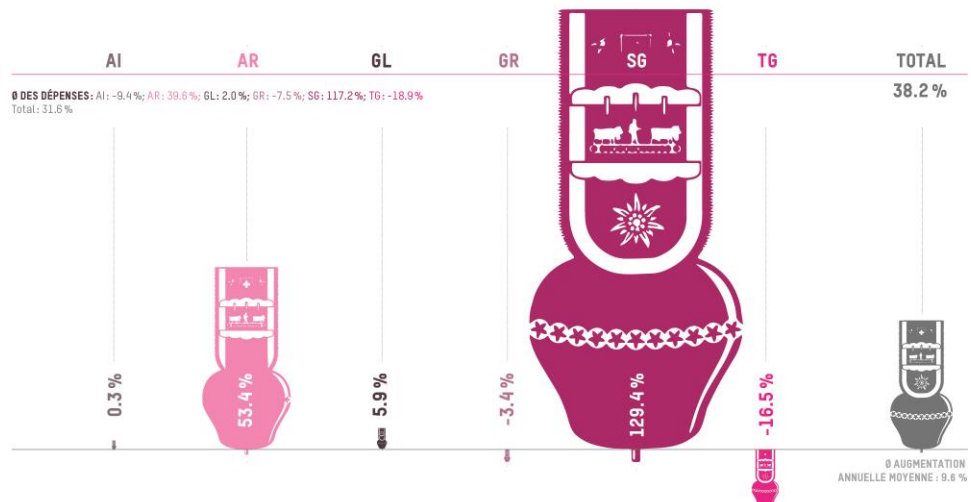 AI AR GL GR SG TG TOTAL
Ø DES DÉPENSES: AI: -9.4%; AR: 39.6%; GL: 2.0%; GR: -7.5%; SG: 117.2%; TG: -18.9%
Total: 31.6%
38.2%
0.3%
53.4%
5.9%
-3.4%
129.4%
-16.5%
Ø AUGMENTATION
ANNUELLE MOYENNE: 9.6 %